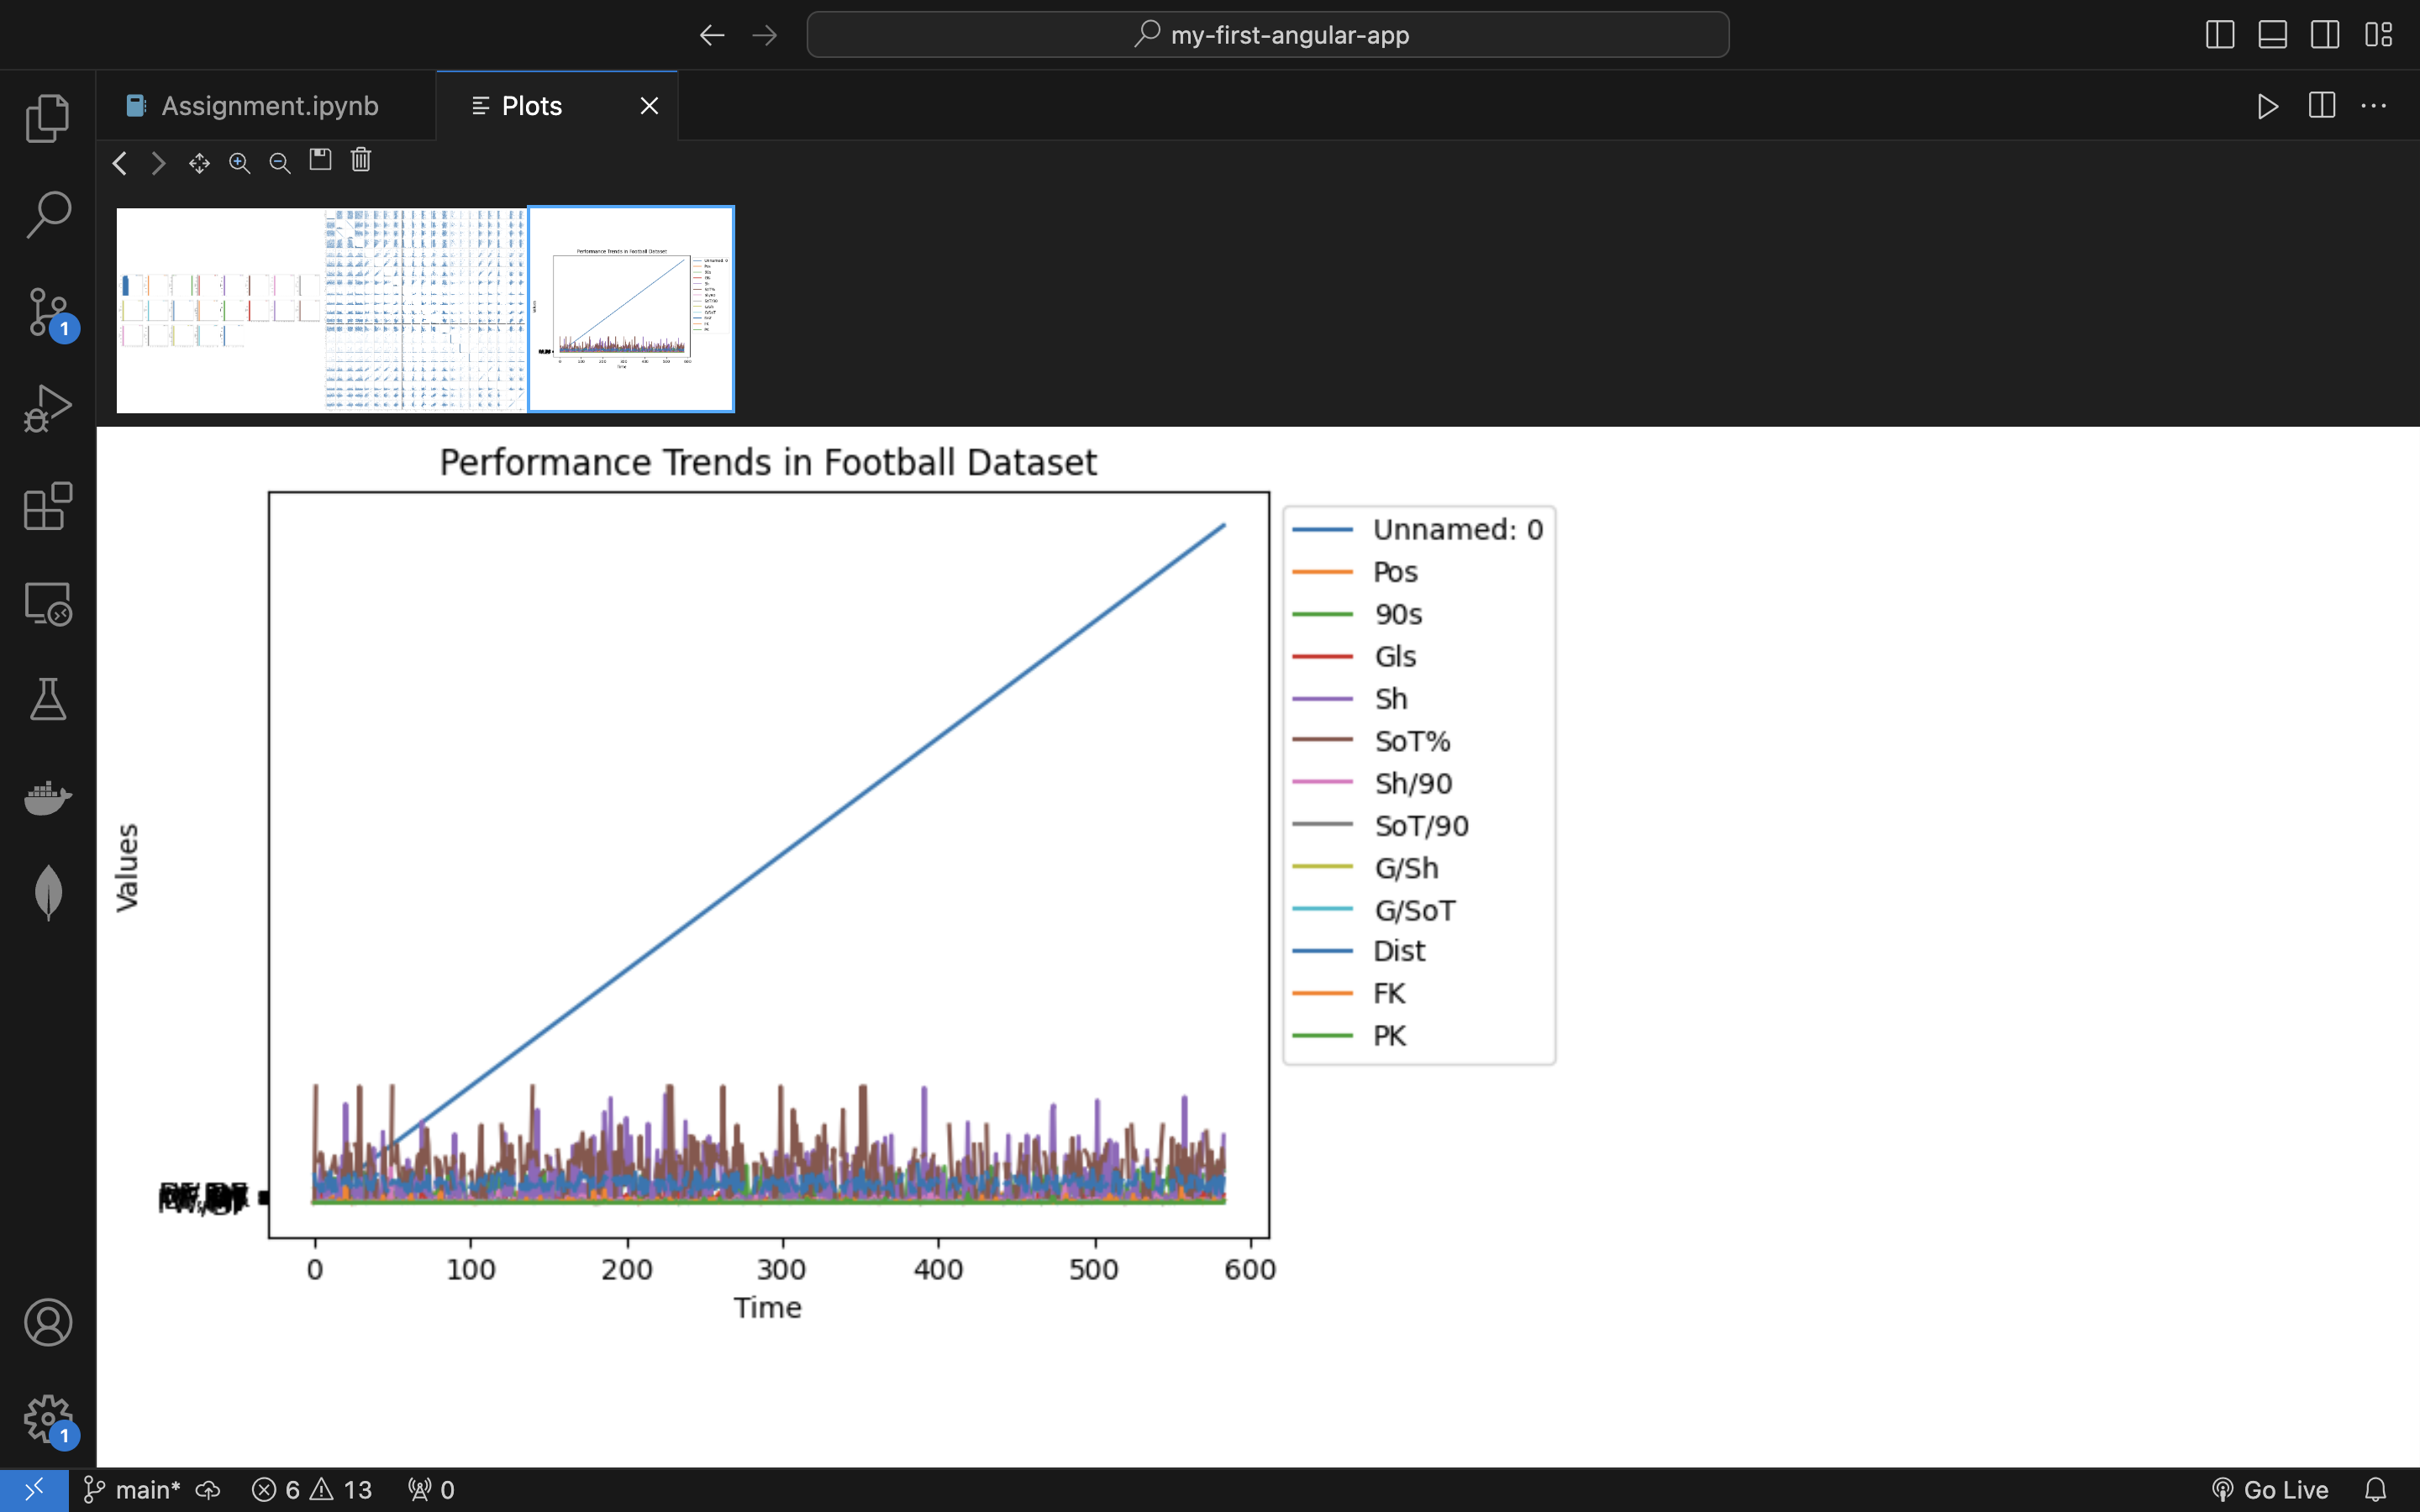 my-first-angular-app
Assignment.ipynb
Plots
Performance Trends in Football Dataset
Values
Unnamed: 0
Pos
90s
Gls
Sh
SoT%
Sh/90
SoT/90
G/Sh
G/SoT
Dist
FK
PK
0 100 200 300 400 500 600
Time
1
1
main* 6 13 0 Go Live